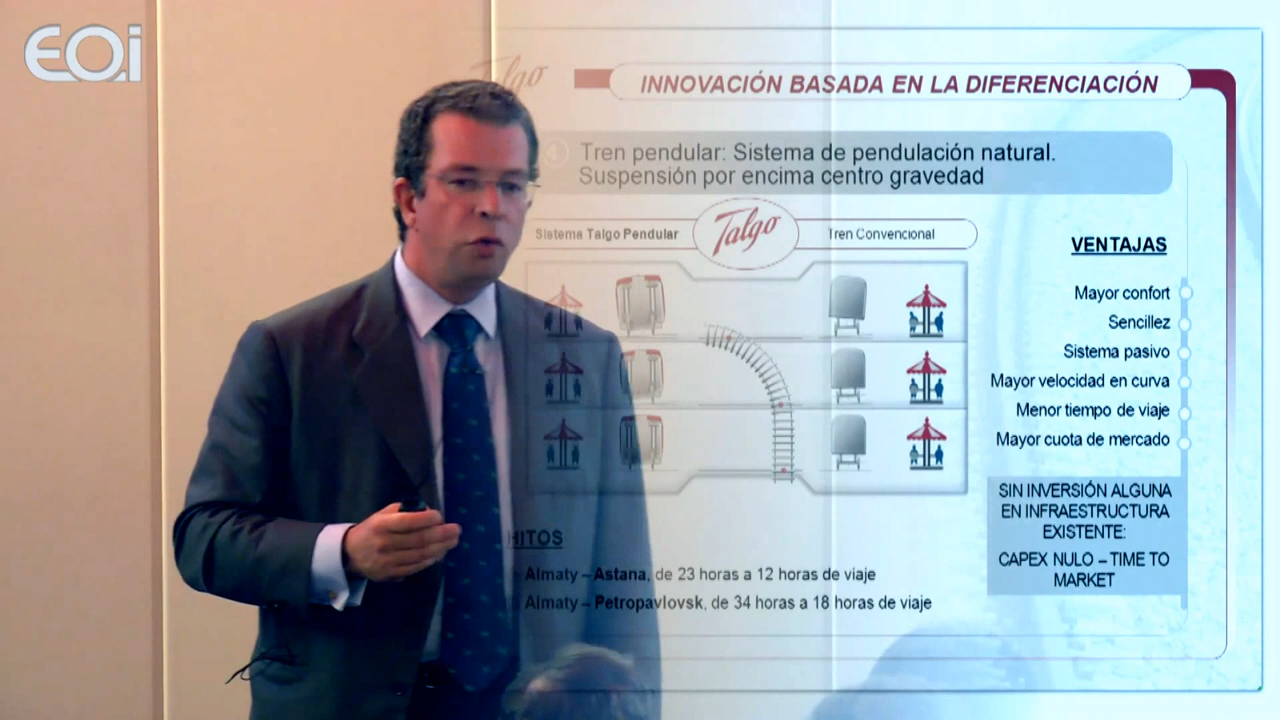 EOi
Talgo
INNOVACIÓN BASADA EN LA DIFERENCIACIÓN
Tren pendular: Sistema de pendulación natural.
Suspensión por encima centro gravedad
Sistema Talgo Pendular
Talgo
Tren Convencional
VENTAJAS
Mayor confort
Sencillez
Sistema pasivo
Mayor velocidad en curva
Menor tiempo de viaje
Mayor cuota de mercado
SIN INVERSIÓN ALGUNA
EN INFRAESTRUCTURA
EXISTENTE:
CAPEX NULO – TIME TO
MARKET
HITOS
Almaty – Astana, de 23 horas a 12 horas de viaje
Almaty – Petropavlovsk, de 34 horas a 18 horas de viaje